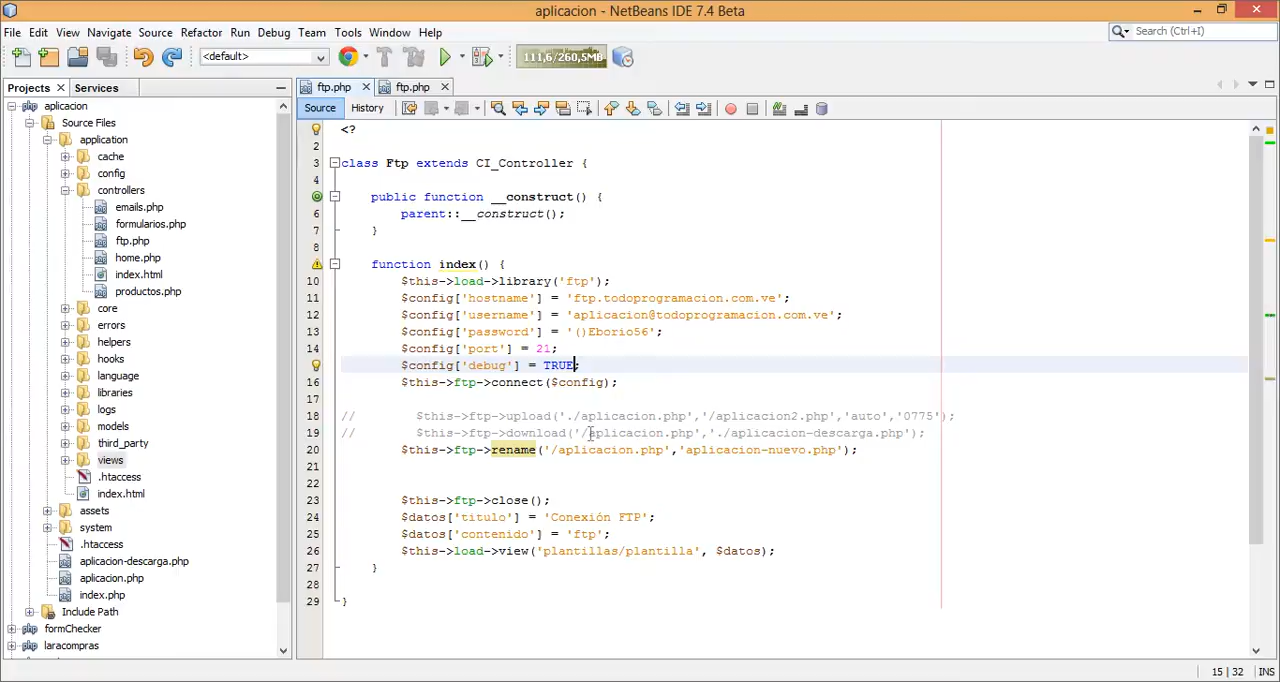 aplicacion - NetBeans IDE 7.4 Beta
File Edit View Navigate Source Refactor Run Debug Team Tools Window Help
Search (Ctrl+I)
<default>
111,6/260,5MB
Projects
Services
ftp.php
ftp.php
Source
History
aplicacion
Source Files
application
cache
config
controllers
emails.php
formularios.php
ftp.php
home.php
index.html
productos.php
core
errors
helpers
hooks
language
libraries
logs
models
third_party
views
.htaccess
index.html
assets
system
.htaccess
aplicacion-descarga.php
aplicacion.php
index.php
Include Path
formChecker
laracompras
<?
2
3 class Ftp extends CI_Controller {
4
public function __construct() {
6 parent::__construct();
7 }
8
function index() {
10 $this->load->library('ftp');
11 $config['hostname'] = 'ftp.todoprogramacion.com.ve';
12 $config['username'] = 'aplicacion@todoprogramacion.com.ve';
13 $config['password'] = '()Eborio56';
14 $config['port'] = 21;
$config['debug'] = TRUE;
16 $this->ftp->connect($config);
17
18 // $this->ftp->upload('./aplicacion.php','/aplicacion2.php','auto','0775');
19 // $this->ftp->download('/aplicacion.php','./aplicacion-descarga.php');
20 $this->ftp->rename('/aplicacion.php','aplicacion-nuevo.php');
21
22
23 $this->ftp->close();
24 $datos['titulo'] = 'Conexión FTP';
25 $datos['contenido'] = 'ftp';
26 $this->load->view('plantillas/plantilla', $datos);
27 }
28
29 }
15 | 32 INS